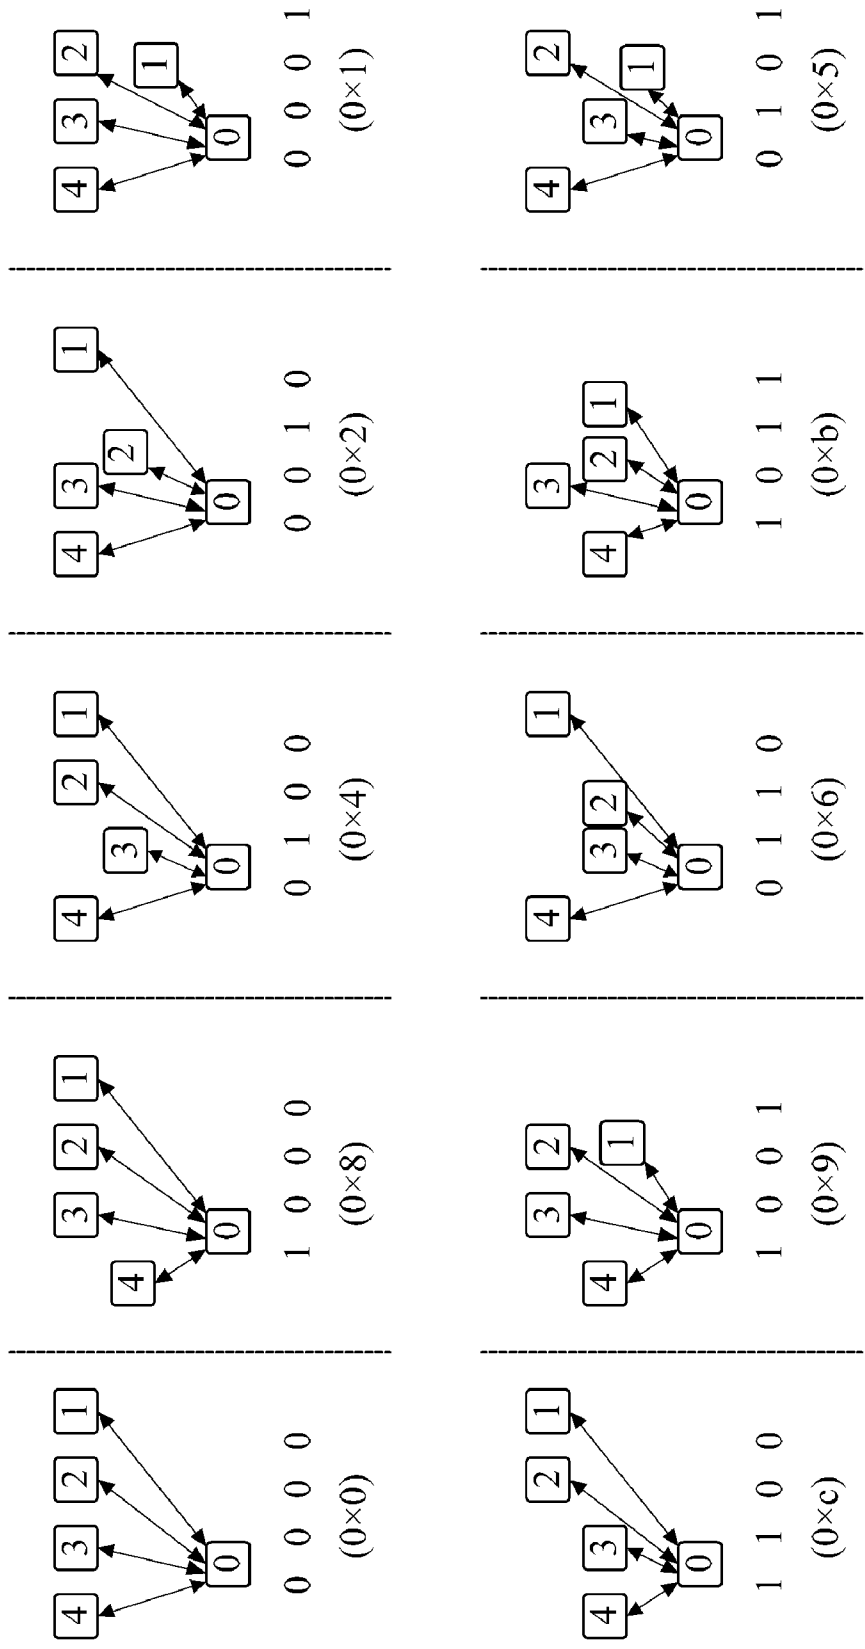 4 3 2 1
0
0 0 0 0
(0×0)
3 2 1
4
0
1 0 0 0
(0×8)
4 2 1
3
0
0 1 0 0
(0×4)
4 3 1
2
0
0 0 1 0
(0×2)
4 3 2
1
0
0 0 0 1
(0×1)
2 1
4 3
0
1 1 0 0
(0×c)
3 2
4 1
0
1 0 0 1
(0×9)
4 1
3 2
0
0 1 1 0
(0×6)
3
4 2 1
0
1 0 1 1
(0×b)
4 2
3 1
0
0 1 0 1
(0×5)